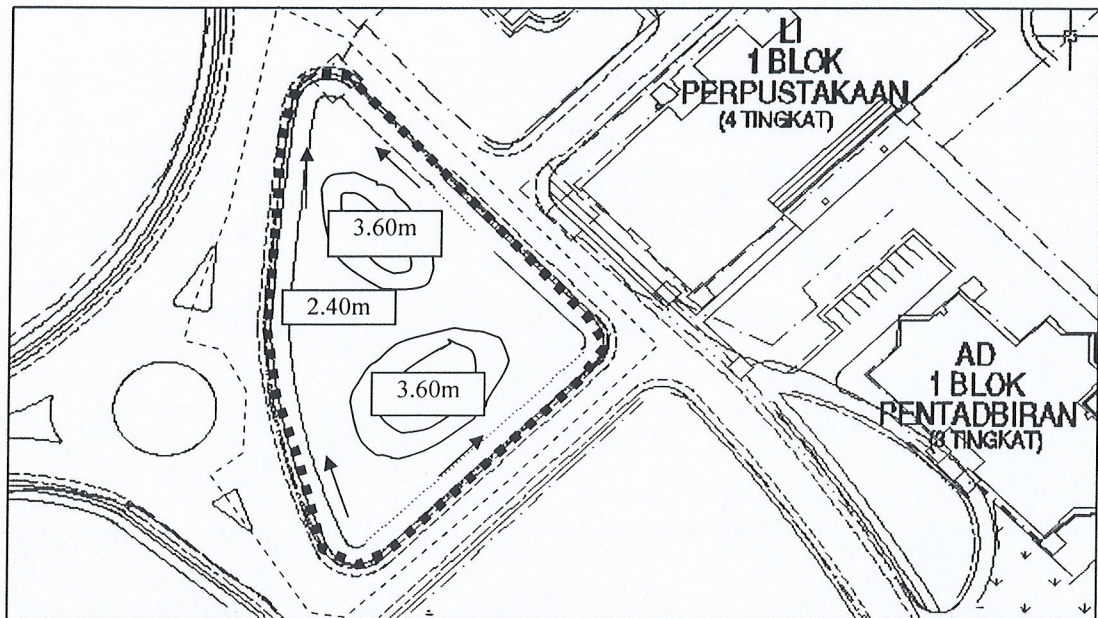 LI
1 BLOK
PERPUSTAKAAN
(4 TINGKAT)
3.60m
2.40m
3.60m
AD
1 BLOK
PENTADBIRAN
(3 TINGKAT)